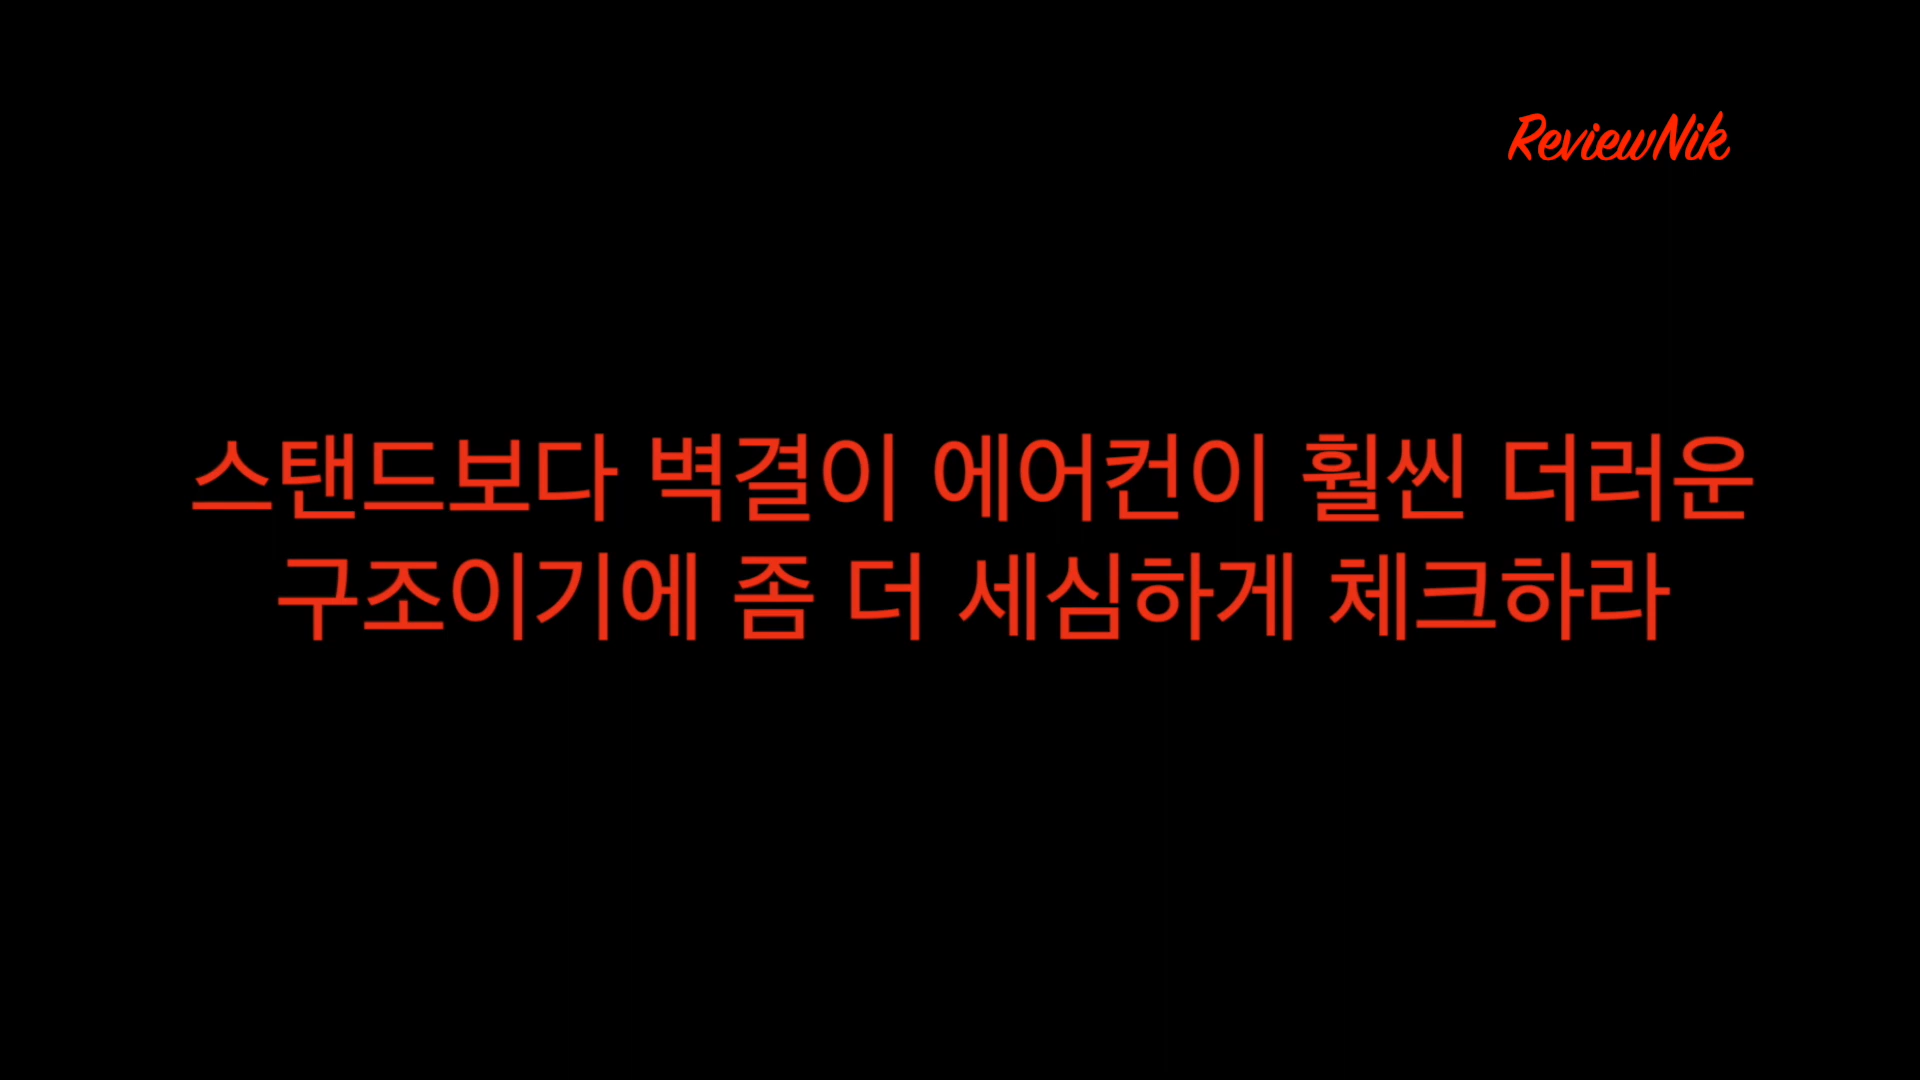 ReviewNik
스탠드보다 벽결이 에어컨이 훨씬 더러운
구조이기에 좀 더 세심하게 체크하라